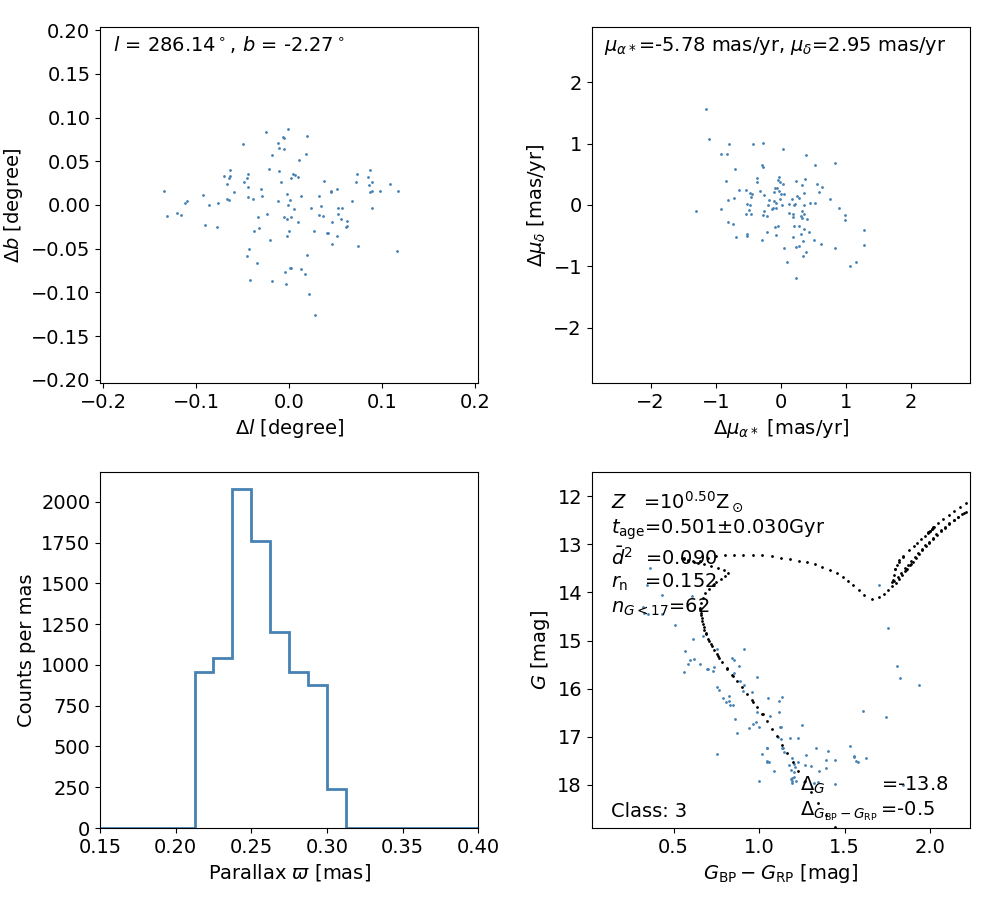 l = 286.14°, b = -2.27°
0.20
0.15
0.10
0.05
0.00
−0.05
−0.10
−0.15
−0.20
−0.2 −0.1 0.0 0.1 0.2
Δl [degree]
Δb [degree]
μα*=-5.78 mas/yr, μδ=2.95 mas/yr
2
1
0
−1
−2
−2 −1 0 1 2
Δμα* [mas/yr]
Δμδ [mas/yr]
2000
1750
1500
1250
1000
750
500
250
0
0.15 0.20 0.25 0.30 0.35 0.40
Parallax ϖ [mas]
Counts per mas
Z =10^0.50Z⊙
tage=0.501±0.030Gyr
d̄² =0.090
rn =0.152
nG<17=62
ΔG =-13.8
ΔGBP−GRP=-0.5
Class: 3
12
13
14
15
16
17
18
0.5 1.0 1.5 2.0
GBP − GRP [mag]
G [mag]